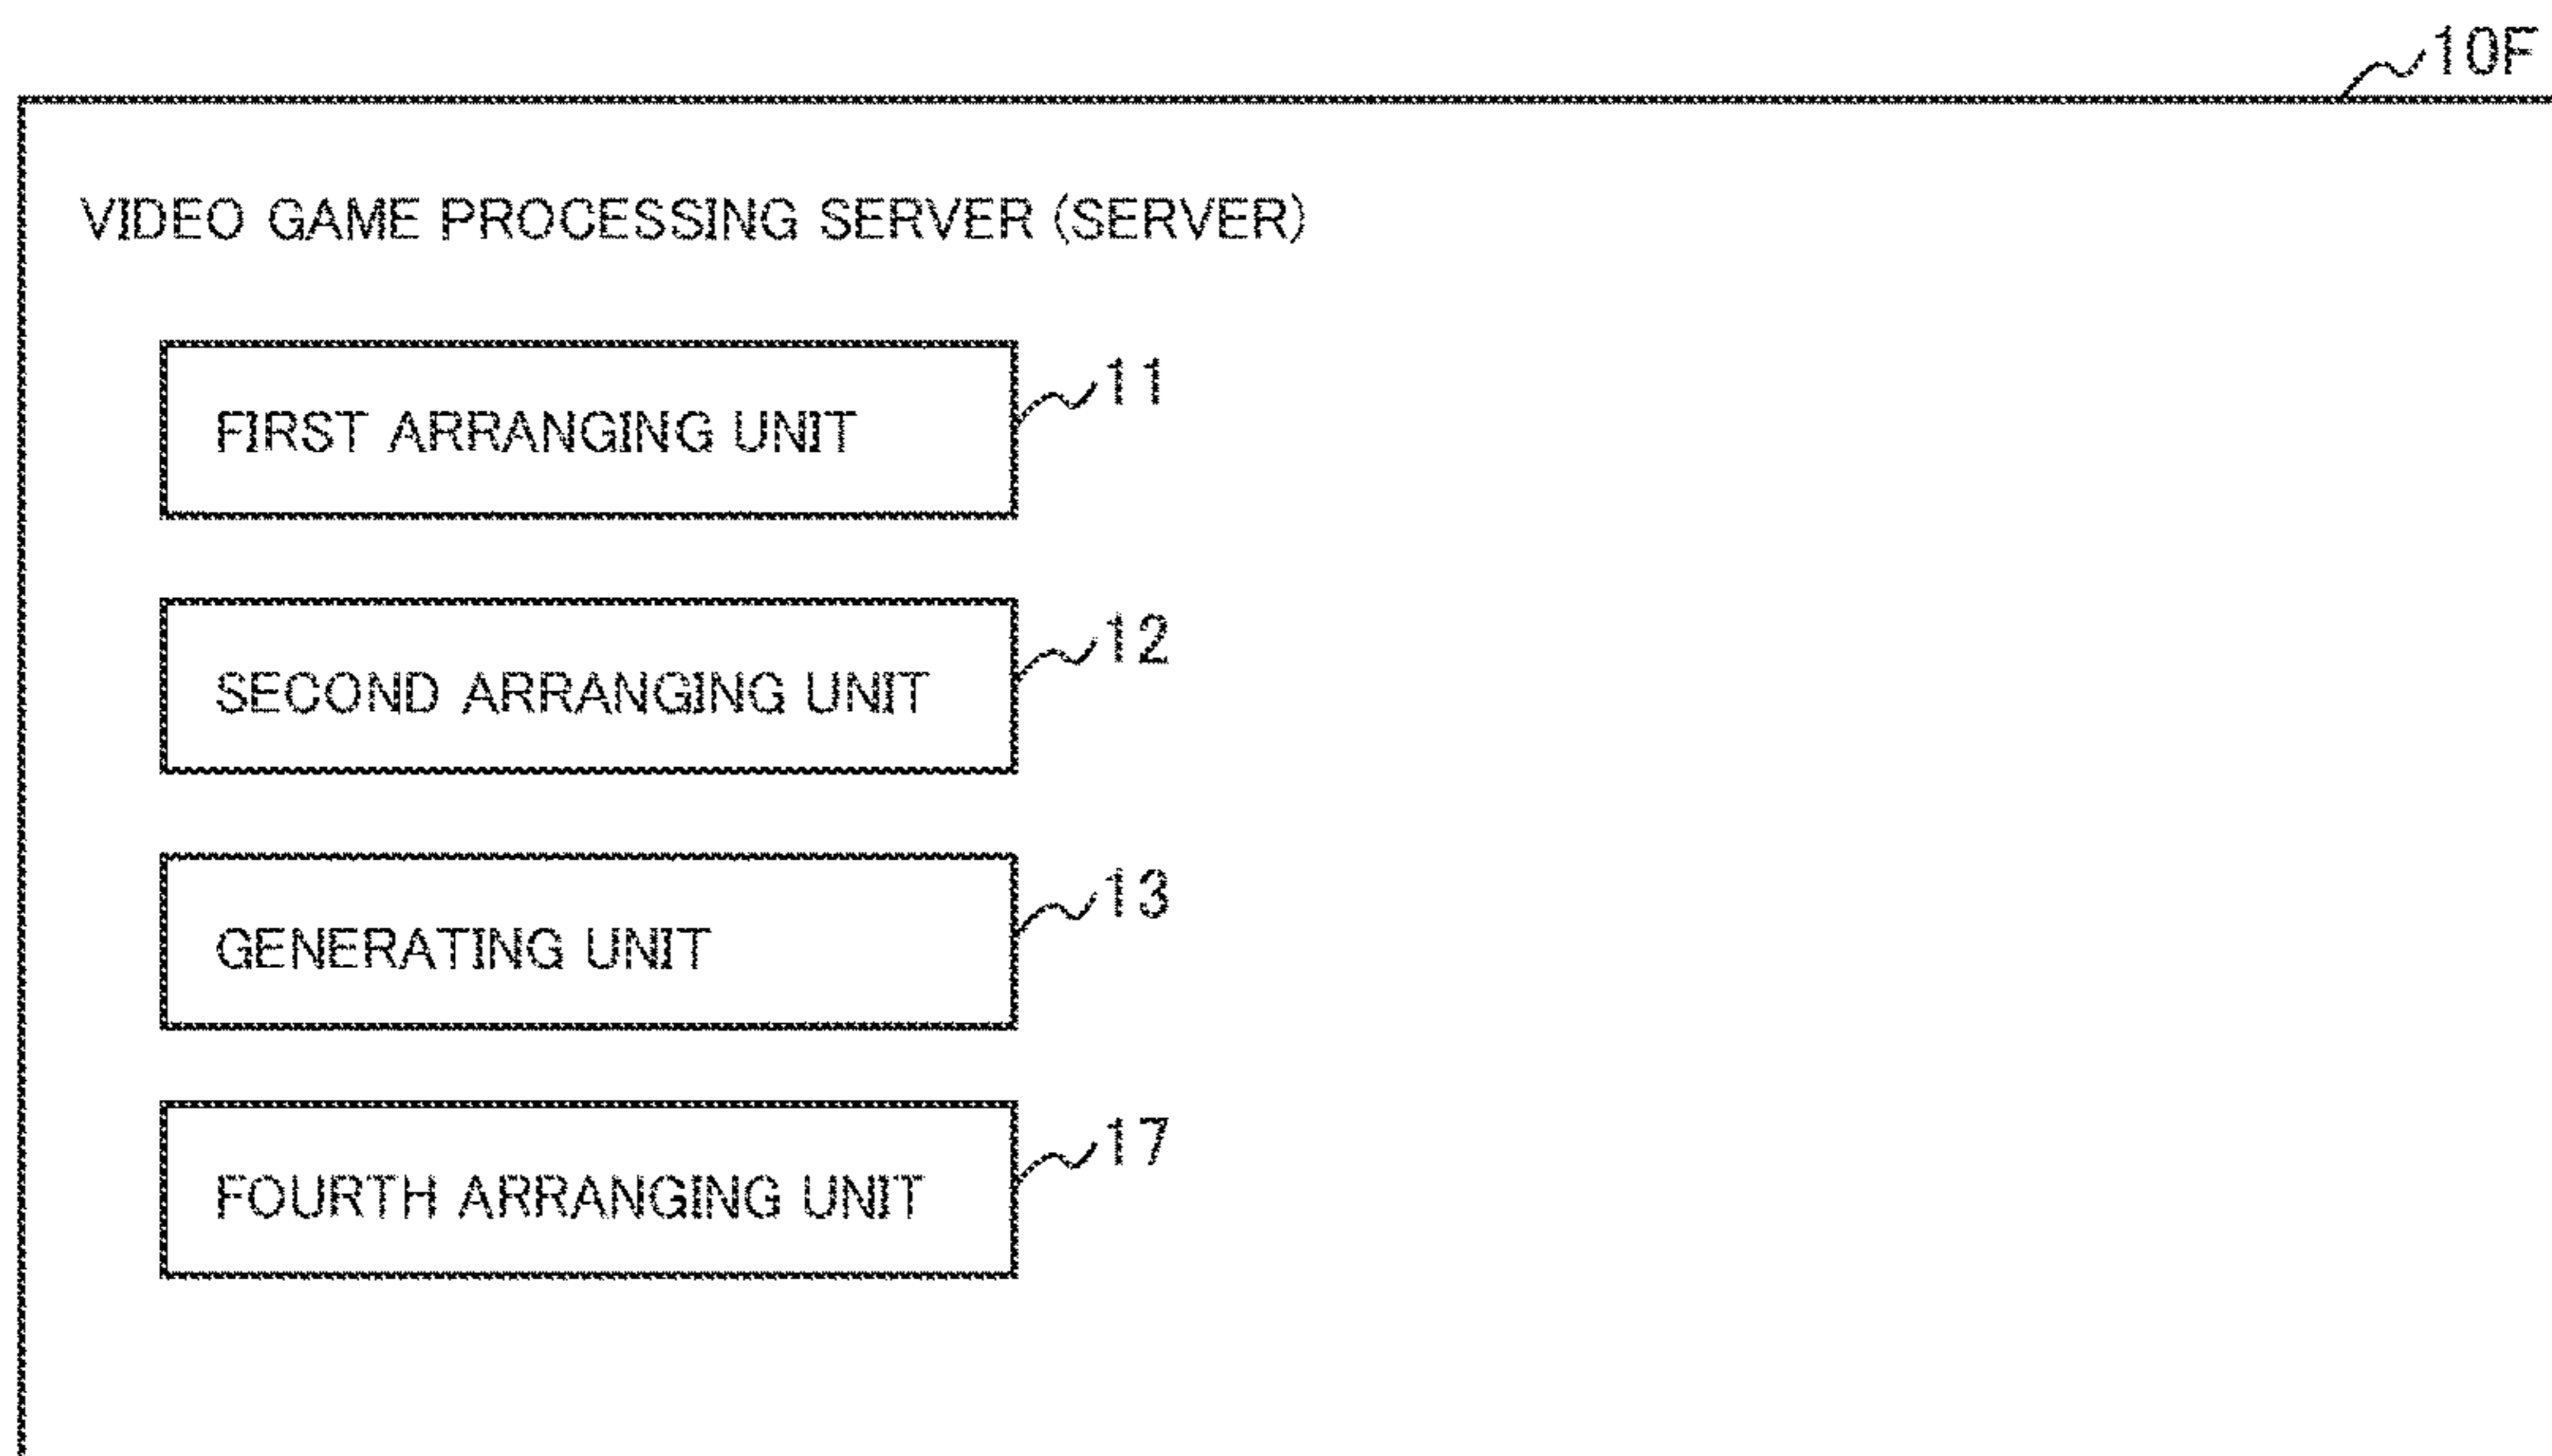 10F
VIDEO GAME PROCESSING SERVER (SERVER)
11
FIRST ARRANGING UNIT
12
SECOND ARRANGING UNIT
13
GENERATING UNIT
17
FOURTH ARRANGING UNIT